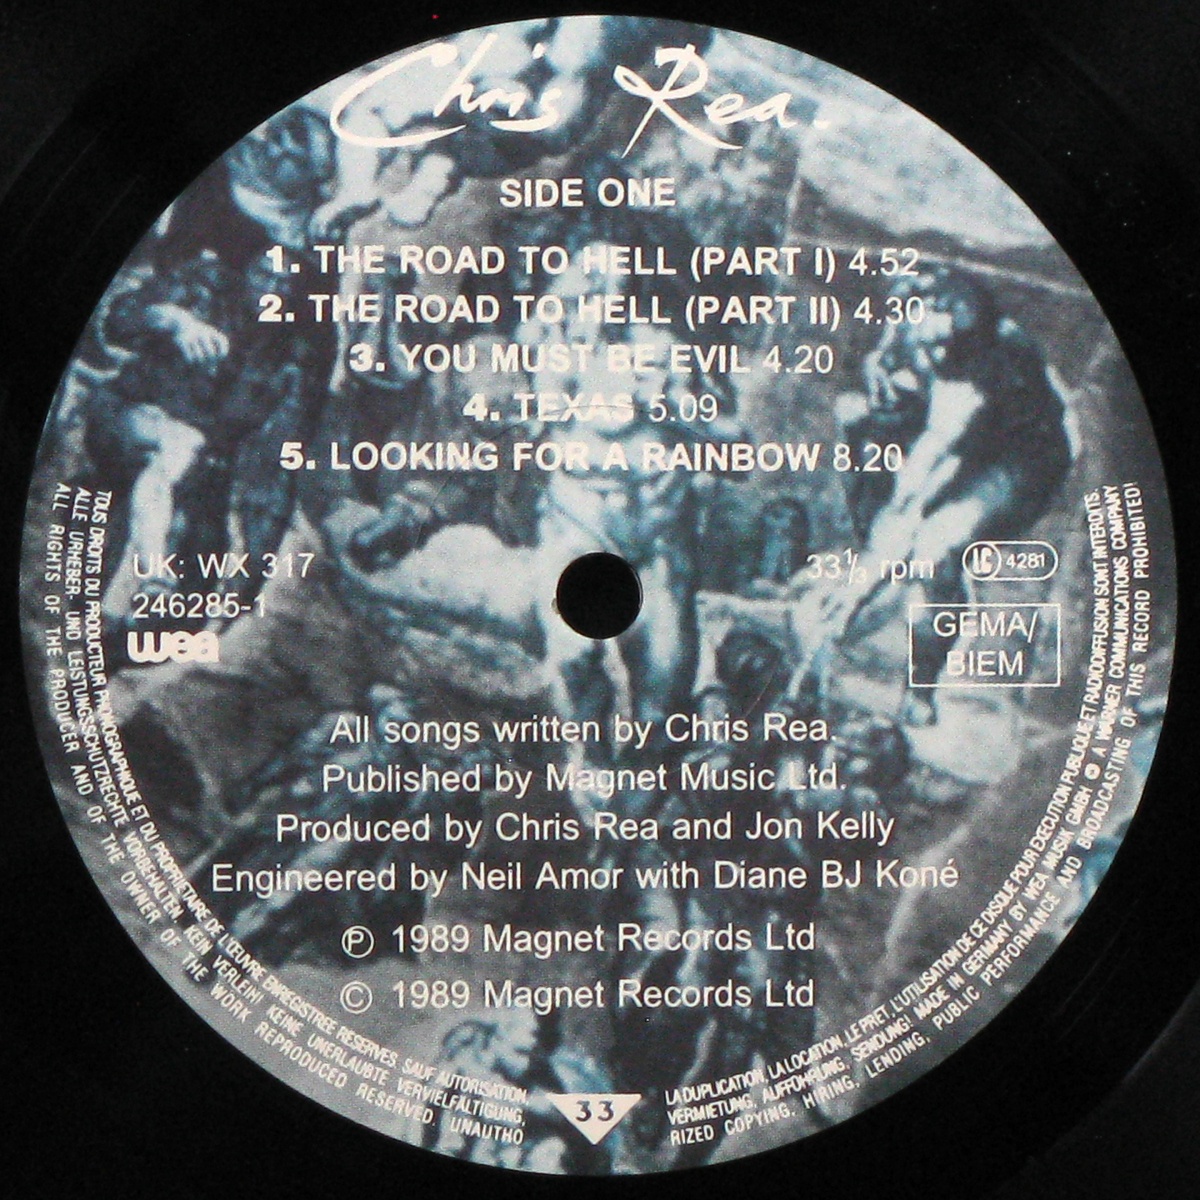 Chris Rea.
SIDE ONE
1. THE ROAD TO HELL (PART I) 4.52
2. THE ROAD TO HELL (PART II) 4.30
3. YOU MUST BE EVIL 4.20
4. TEXAS 5.09
5. LOOKING FOR A RAINBOW 8.20
UK: WX 317
246285-1
wea
33⅓ rpm
LC 4281
GEMA/
BIEM
All songs written by Chris Rea.
Published by Magnet Music Ltd.
Produced by Chris Rea and Jon Kelly
Engineered by Neil Amor with Diane BJ Koné
℗ 1989 Magnet Records Ltd
© 1989 Magnet Records Ltd
33
TOUS DROITS DU PRODUCTEUR PHONOGRAPHIQUE ET DU PROPRIETAIRE DE L'ŒUVRE ENREGISTREE RESERVES. SAUF AUTORISATION, LA DUPLICATION, LA LOCATION, LE PRET, L'UTILISATION DE CE DISQUE POUR EXECUTION PUBLIQUE ET RADIODIFFUSION SONT INTERDITS.
ALLE URHEBER- UND LEISTUNGSSCHUTZRECHTE VORBEHALTEN. KEIN VERLEIH! KEINE UNERLAUBTE VERVIELFÄLTIGUNG, VERMIETUNG, AUFFÜHRUNG, SENDUNG! MADE IN GERMANY BY WEA MUSIK GMBH A WARNER COMMUNICATIONS COMPANY
ALL RIGHTS OF THE PRODUCER AND OF THE OWNER OF THE WORK REPRODUCED RESERVED. UNAUTHORIZED COPYING, HIRING, LENDING, PUBLIC PERFORMANCE AND BROADCASTING OF THIS RECORD PROHIBITED!